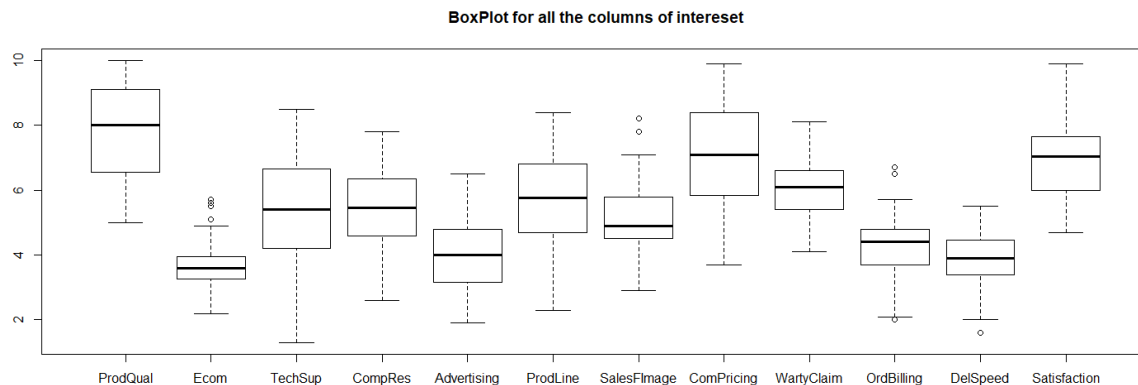 BoxPlot for all the columns of intereset
10
8
6
4
2
ProdQual Ecom TechSup CompRes Advertising ProdLine SalesFImage ComPricing WartyClaim OrdBilling DelSpeed Satisfaction